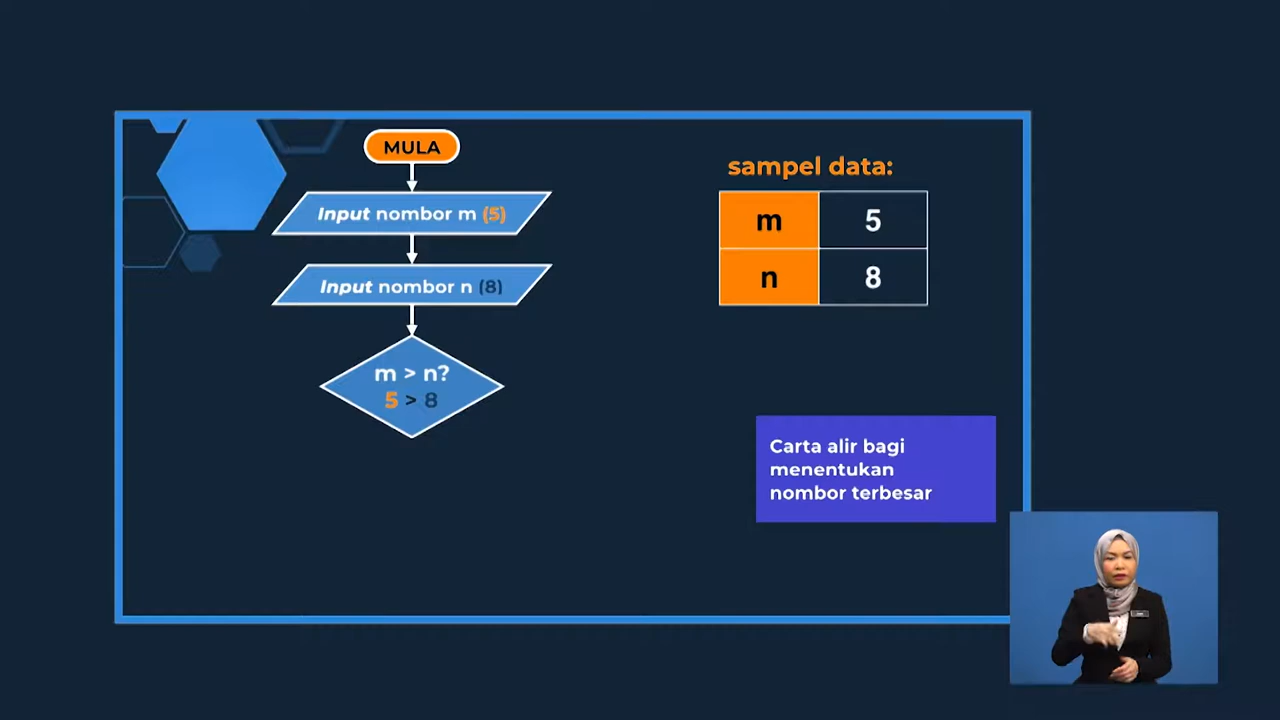 MULA
Input nombor m (5)
Input nombor n (8)
m > n?
5 > 8
sampel data:
m 5
n 8
Carta alir bagi
menentukan
nombor terbesar